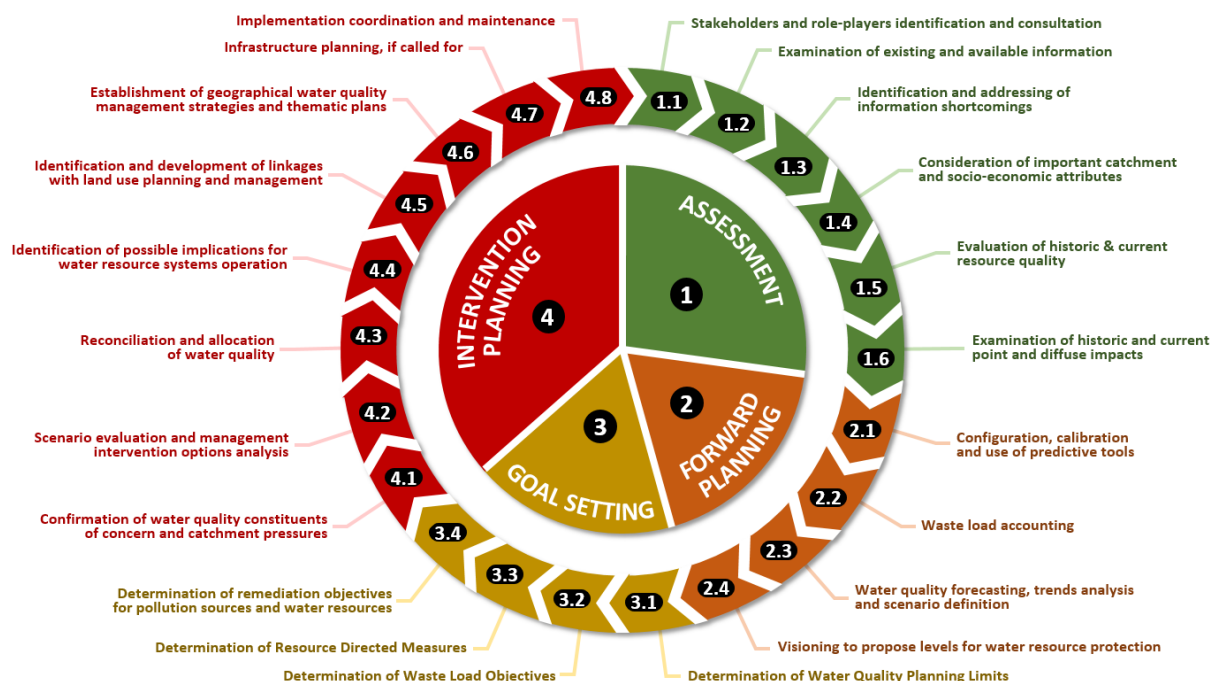 Implementation coordination and maintenance
Infrastructure planning, if called for
Establishment of geographical water quality
management strategies and thematic plans
Identification and development of linkages
with land use planning and management
Identification of possible implications for
water resource systems operation
Reconciliation and allocation
of water quality
Scenario evaluation and management
intervention options analysis
Confirmation of water quality constituents
of concern and catchment pressures
Determination of remediation objectives
for pollution sources and water resources
Determination of Resource Directed Measures
Determination of Waste Load Objectives
Stakeholders and role-players identification and consultation
Examination of existing and available information
Identification and addressing of
information shortcomings
Consideration of important catchment
and socio-economic attributes
Evaluation of historic & current
resource quality
Examination of historic and current
point and diffuse impacts
Configuration, calibration
and use of predictive tools
Waste load accounting
Water quality forecasting, trends analysis
and scenario definition
Visioning to propose levels for water resource protection
Determination of Water Quality Planning Limits
1.1
1.2
1.3
1.4
1.5
1.6
2.1
2.2
2.3
2.4
3.1
3.2
3.3
3.4
4.1
4.2
4.3
4.4
4.5
4.6
4.7
4.8
ASSESSMENT
1
FORWARD
PLANNING
2
GOAL SETTING
3
INTERVENTION
PLANNING
4